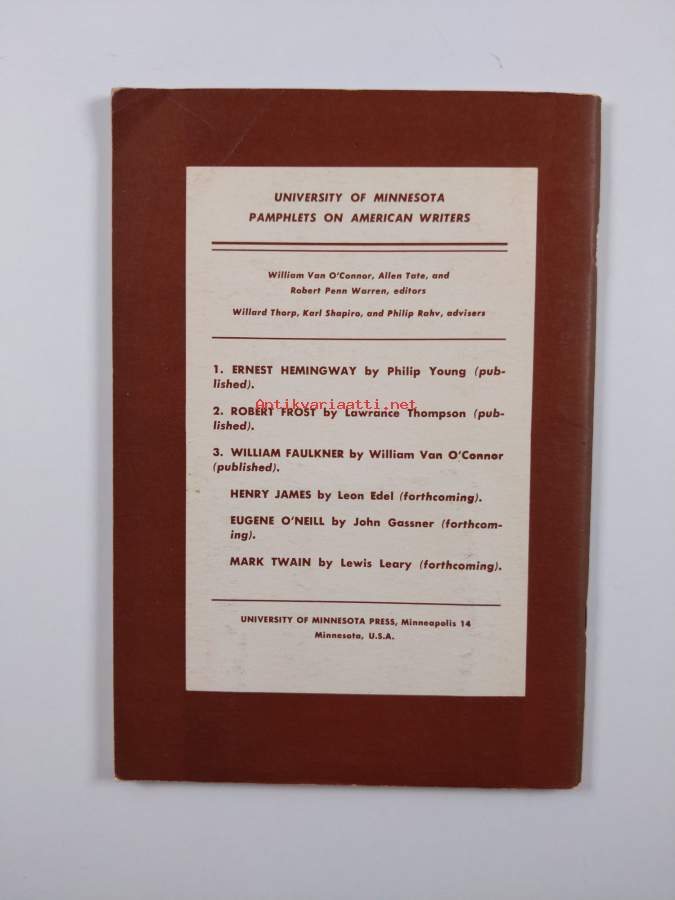 UNIVERSITY OF MINNESOTA
PAMPHLETS ON AMERICAN WRITERS
William Van O'Connor, Allen Tate, and
Robert Penn Warren, editors
Willard Thorp, Karl Shapiro, and Philip Rahv, advisers
1. ERNEST HEMINGWAY by Philip Young (pub-
lished).
Antikvariaatti.net
2. ROBERT FROST by Lawrance Thompson (pub-
lished).
3. WILLIAM FAULKNER by William Van O'Connor
(published).
HENRY JAMES by Leon Edel (forthcoming).
EUGENE O'NEILL by John Gassner (forthcom-
ing).
MARK TWAIN by Lewis Leary (forthcoming).
UNIVERSITY OF MINNESOTA PRESS, Minneapolis 14
Minnesota, U.S.A.